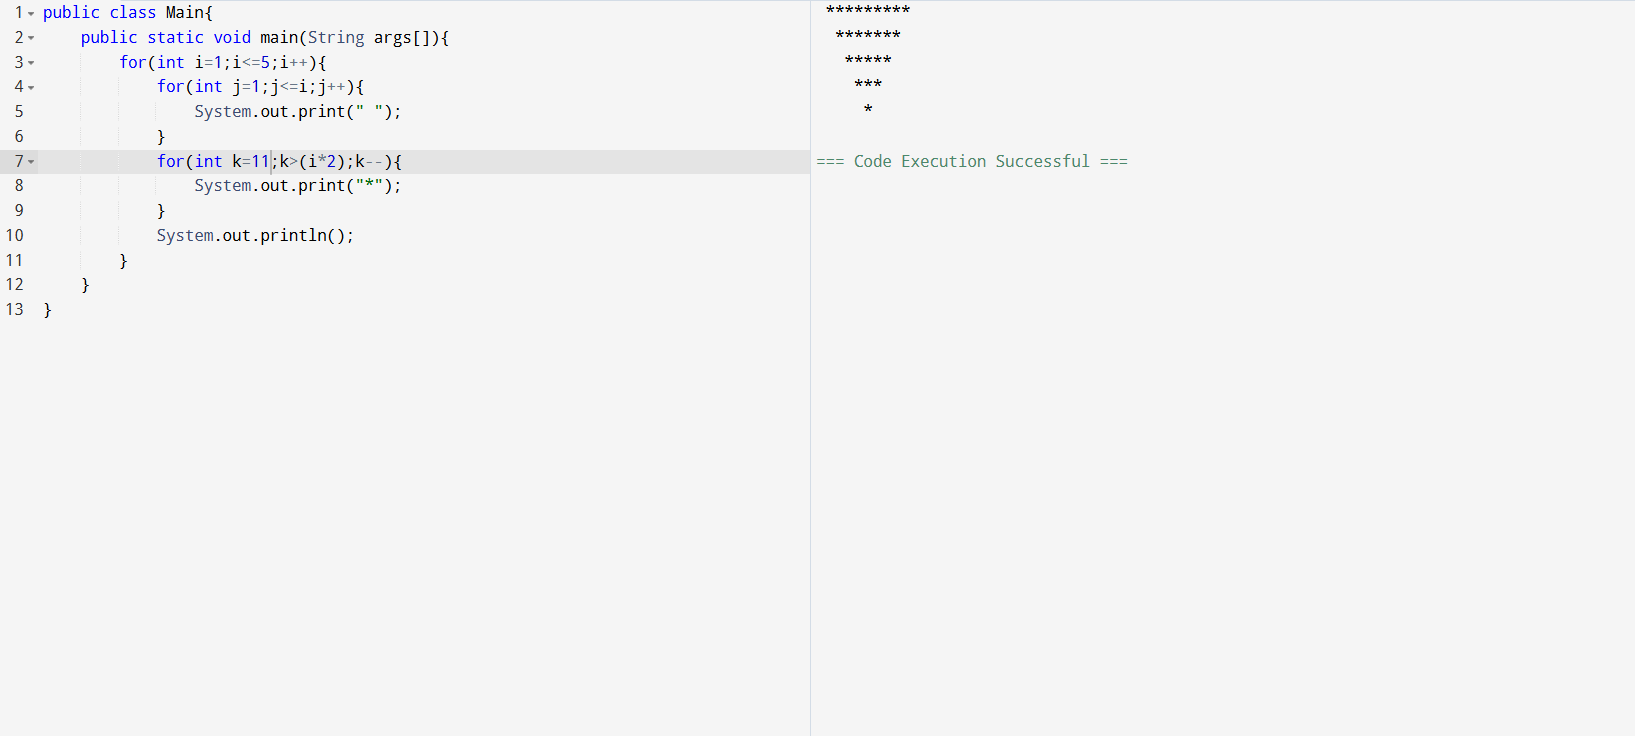 1 public class Main{
2     public static void main(String args[]){
3         for(int i=1;i<=5;i++){
4             for(int j=1;j<=i;j++){
5                 System.out.print(" ");
6             }
7             for(int k=11;k>(i*2);k--){
8                 System.out.print("*");
9             }
10             System.out.println();
11         }
12     }
13 }
 *********
  *******
   *****
    ***
     *
=== Code Execution Successful ===